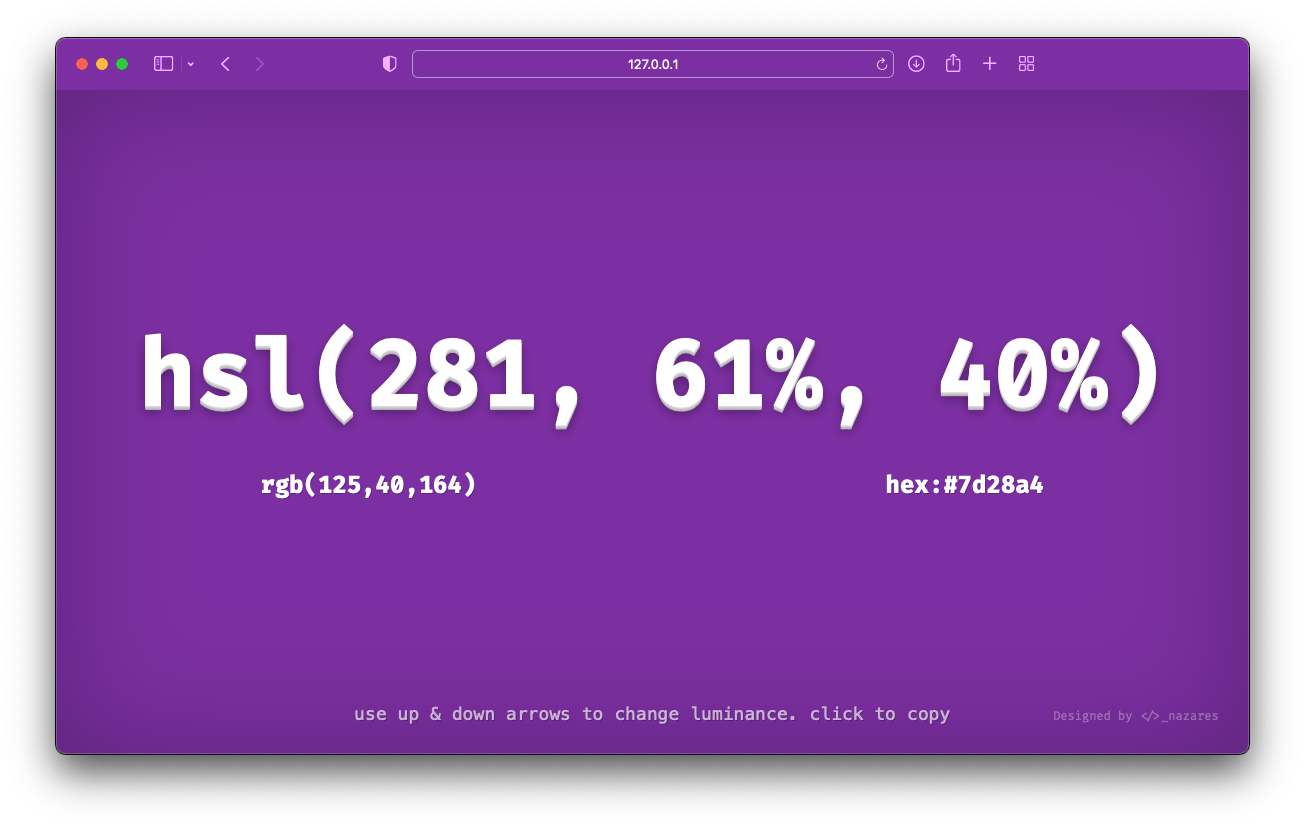 127.0.0.1
hsl(281, 61%, 40%)
rgb(125,40,164)
hex:#7d28a4
use up & down arrows to change luminance. click to copy
Designed by </>_nazares